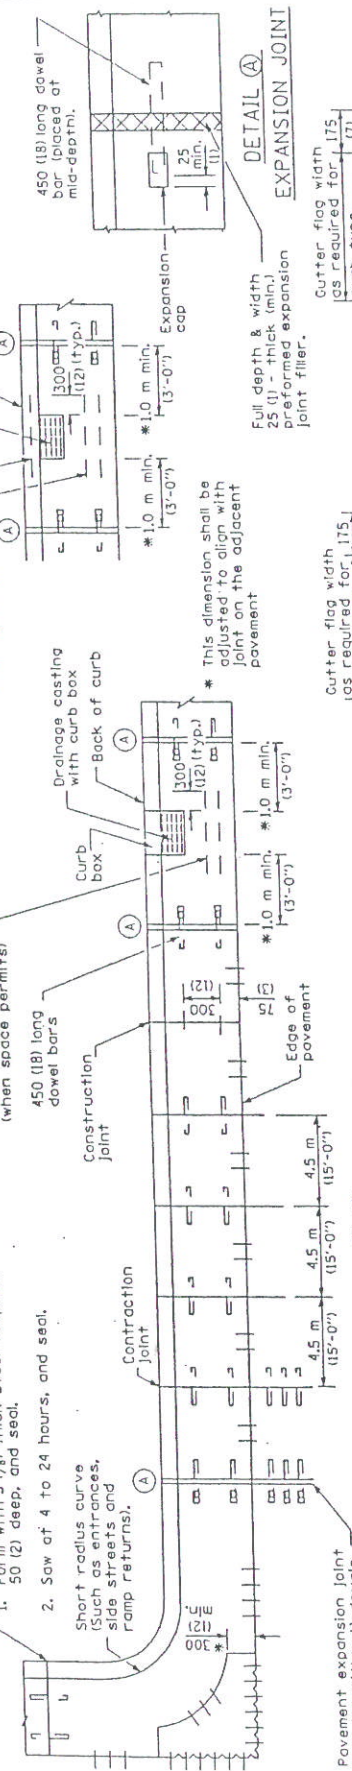 1. Form with 3 (1/8) thick steel
50 (2) deep, and seal.
2. Saw at 4 to 24 hours, and seal.
(when space permits)
Short radius curve
(Such as entrances,
side streets and
ramp returns).
* 300
(12)
min.
Pavement expansion joint
A
Contraction
joint
4.5 m
(15'-0")
4.5 m
(15'-0")
4.5 m
(15'-0")
450 (18) long
dowel bars
Construction
joint
300
(12)
75
(3)
Edge of
pavement
A
Curb
box
Drainage casting
with curb box
Back of curb
300
(12) (typ.)
A
* 1.0 m min.
(3'-0")
* 1.0 m min.
(3'-0")
* This dimension shall be
adjusted to align with
joint on the adjacent
pavement
A
300
(12) (typ.)
A
* 1.0 m min.
(3'-0")
* 1.0 m min.
(3'-0")
450 (18) long dowel
bar (placed at
mid-depth).
25
min.
(1)
Expansion
cap
Full depth & width
25 (1) - thick (min.)
preformed expansion
joint filler.
DETAIL A
EXPANSION JOINT
Gutter flag width
as required for
175
(7)
Gutter flag width
as required for
175